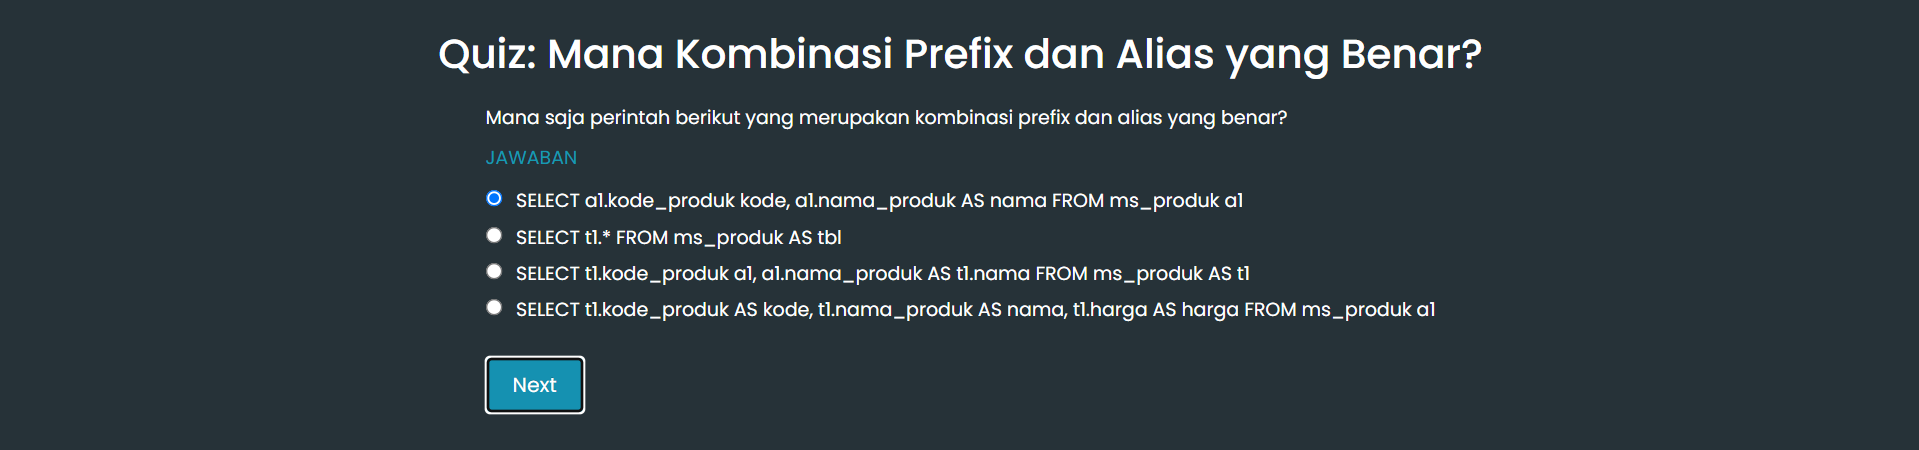 Quiz: Mana Kombinasi Prefix dan Alias yang Benar?
Mana saja perintah berikut yang merupakan kombinasi prefix dan alias yang benar?
JAWABAN
SELECT a1.kode_produk kode, a1.nama_produk AS nama FROM ms_produk a1
SELECT t1.* FROM ms_produk AS tbl
SELECT t1.kode_produk a1, a1.nama_produk AS t1.nama FROM ms_produk AS t1
SELECT t1.kode_produk AS kode, t1.nama_produk AS nama, t1.harga AS harga FROM ms_produk a1
Next